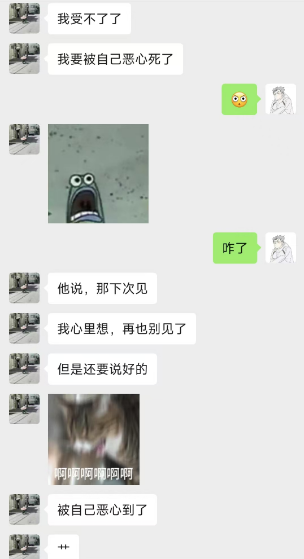 我受不了了
我要被自己恶心死了
咋了
他说，那下次见
我心里想，再也别见了
但是还要说好的
啊啊啊啊啊啊
被自己恶心到了
艹